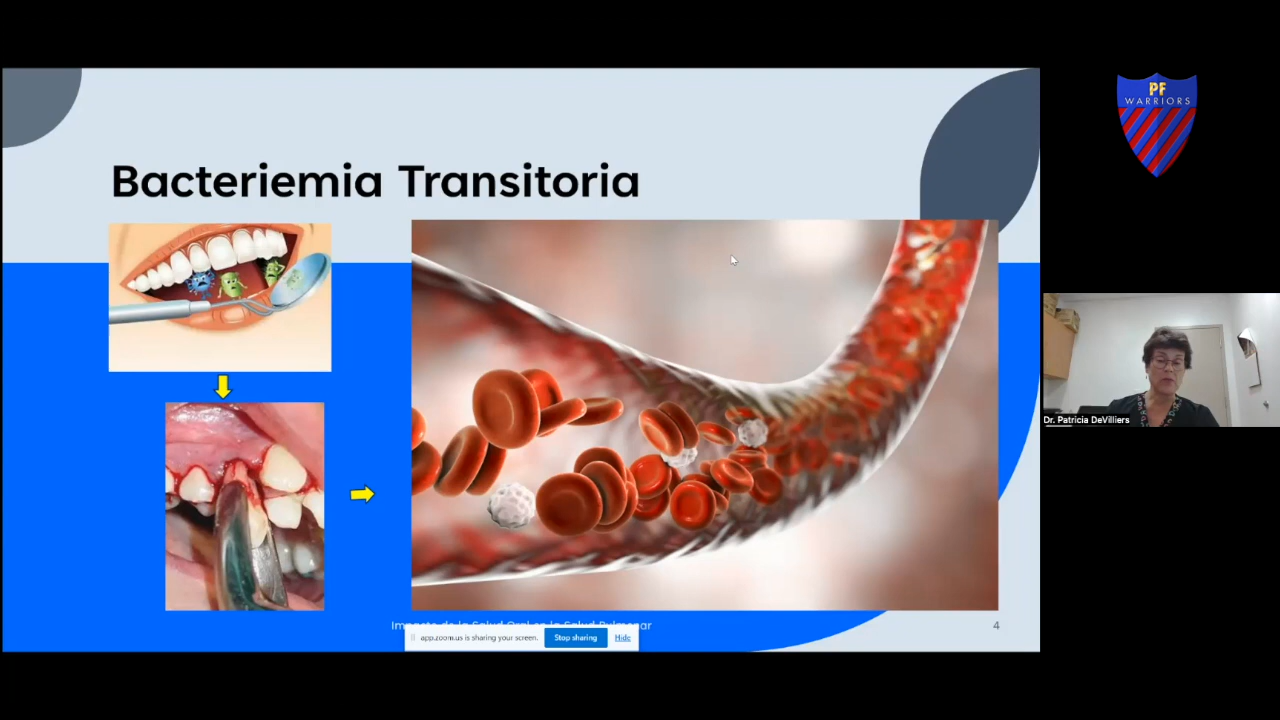 Bacteriemia Transitoria
PF
WARRIORS
Dr. Patricia DeVilliers
Impacto de la Salud Oral en la Salud Pulmonar
4
app.zoom.us is sharing your screen.
Stop sharing
Hide